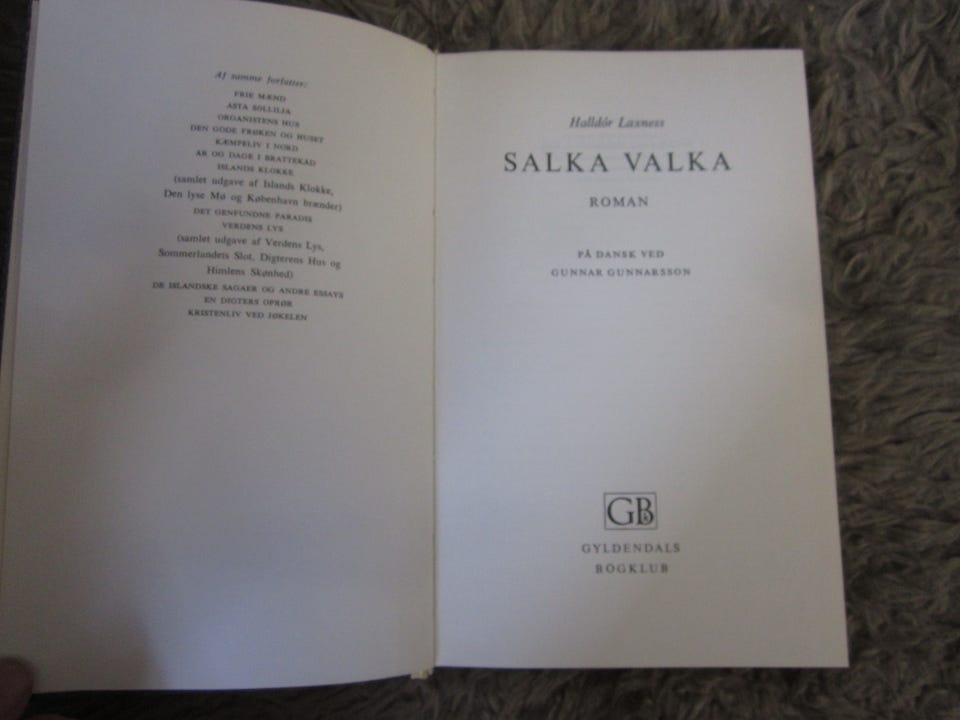 Af samme forfatter:
FRIE MÆND
ASTA SOLLILJA
ORGANISTENS HUS
DEN GODE FRØKEN OG HUSET
KÆMPELIV I NORD
AR OG DAGE I BRATTEKAD
ISLANDS KLOKKE
(samlet udgave af Islands Klokke,
Den lyse Mø og København brænder)
DET GENFUNDNE PARADIS
VERDENS LYS
(samlet udgave af Verdens Lys,
Sommerlandets Slot, Digterens Hus og
Himlens Skønhed)
DE ISLANDSKE SAGAER OG ANDRE ESSAYS
EN DIGTERS OPRØR
KRISTENLIV VED JØKELEN
Halldór Laxness
SALKA VALKA
ROMAN
PÅ DANSK VED
GUNNAR GUNNARSSON
GB
GYLDENDALS
BOGKLUB